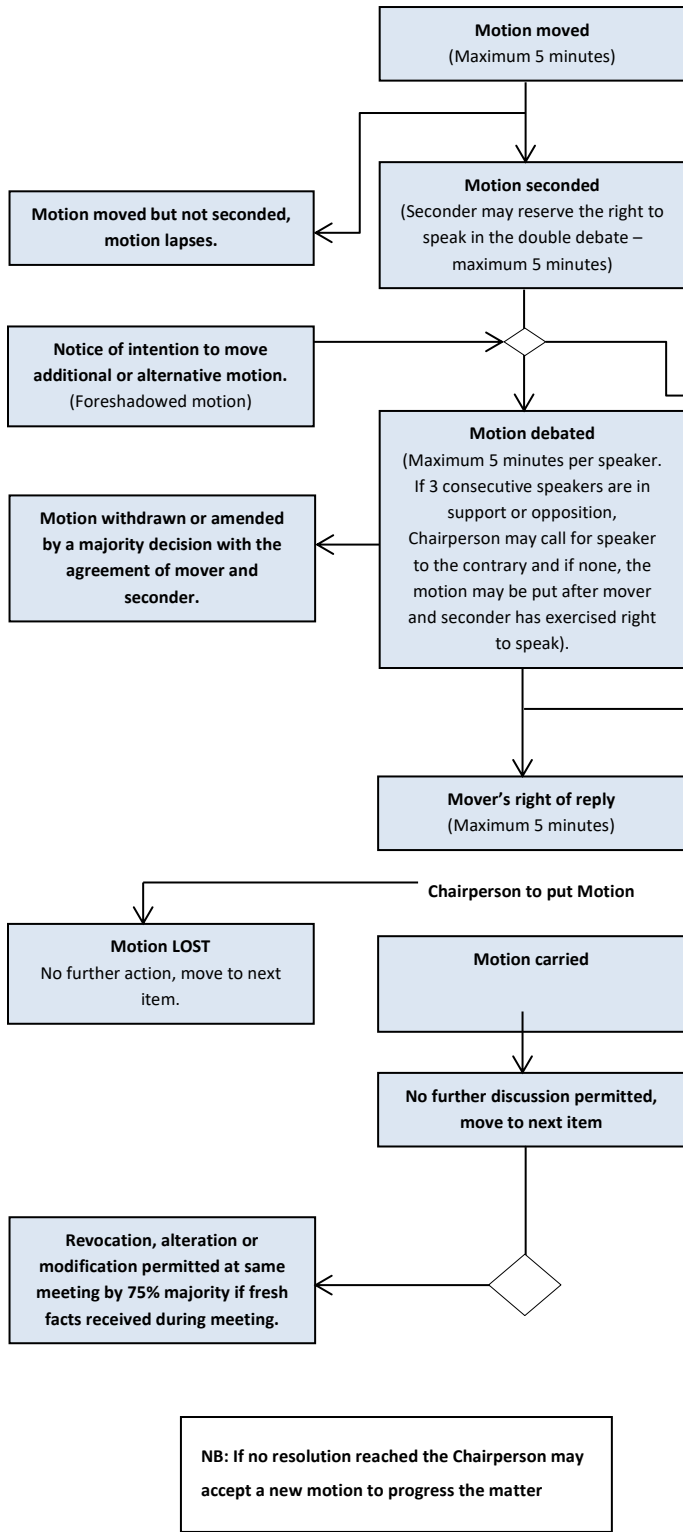 Motion moved
(Maximum 5 minutes)
Motion seconded
(Seconder may reserve the right to
speak in the double debate –
maximum 5 minutes)
Motion moved but not seconded,
motion lapses.
Notice of intention to move
additional or alternative motion.
(Foreshadowed motion)
Motion debated
(Maximum 5 minutes per speaker.
If 3 consecutive speakers are in
support or opposition,
Chairperson may call for speaker
to the contrary and if none, the
motion may be put after mover
and seconder has exercised right
to speak).
Motion withdrawn or amended
by a majority decision with the
agreement of mover and
seconder.
Mover’s right of reply
(Maximum 5 minutes)
Chairperson to put Motion
Motion LOST
No further action, move to next
item.
Motion carried
No further discussion permitted,
move to next item
Revocation, alteration or
modification permitted at same
meeting by 75% majority if fresh
facts received during meeting.
NB: If no resolution reached the Chairperson may
accept a new motion to progress the matter